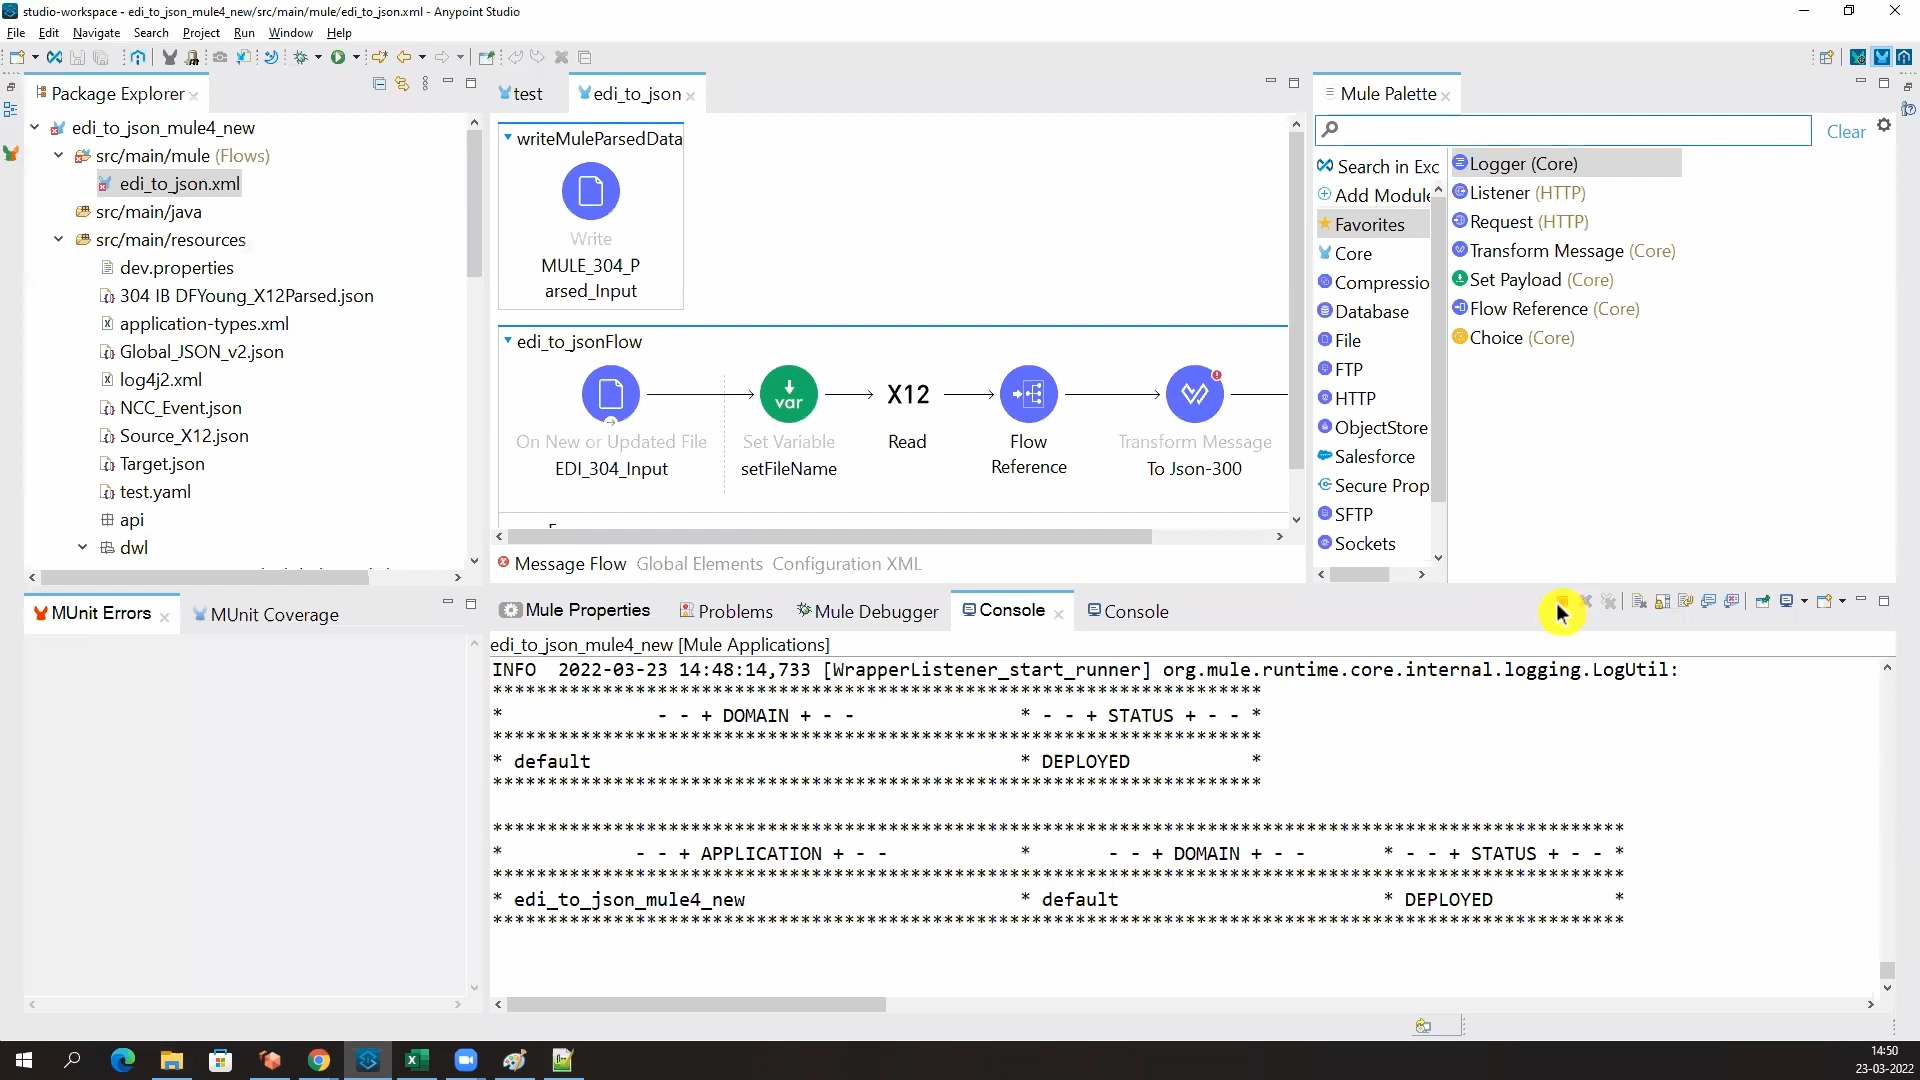 studio-workspace - edi_to_json_mule4_new/src/main/mule/edi_to_json.xml - Anypoint Studio
File Edit Navigate Search Project Run Window Help
Package Explorer
edi_to_json_mule4_new
src/main/mule (Flows)
edi_to_json.xml
src/main/java
src/main/resources
dev.properties
304 IB DFYoung_X12Parsed.json
application-types.xml
Global_JSON_v2.json
log4j2.xml
NCC_Event.json
Source_X12.json
Target.json
test.yaml
api
dwl
test
edi_to_json
writeMuleParsedData
Write
MULE_304_P
arsed_Input
edi_to_jsonFlow
var
X12
On New or Updated File
EDI_304_Input
Set Variable
setFileName
Read
Flow
Reference
Transform Message
To Json-300
Message Flow Global Elements Configuration XML
Mule Palette
Clear
Search in Exc
Add Module
Favorites
Core
Compressio
Database
File
FTP
HTTP
ObjectStore
Salesforce
Secure Prop
SFTP
Sockets
Logger (Core)
Listener (HTTP)
Request (HTTP)
Transform Message (Core)
Set Payload (Core)
Flow Reference (Core)
Choice (Core)
MUnit Errors
MUnit Coverage
Mule Properties
Problems
Mule Debugger
Console
Console
edi_to_json_mule4_new [Mule Applications]
INFO  2022-03-23 14:48:14,733 [WrapperListener_start_runner] org.mule.runtime.core.internal.logging.LogUtil:
**********************************************************************
*              - - + DOMAIN + - -               * - - + STATUS + - - *
**********************************************************************
* default                                       * DEPLOYED           *
**********************************************************************
*******************************************************************************************************
*            - - + APPLICATION + - -            *       - - + DOMAIN + - -       * - - + STATUS + - - *
*******************************************************************************************************
* edi_to_json_mule4_new                         * default                        * DEPLOYED           *
*******************************************************************************************************
14:50
23-03-2022